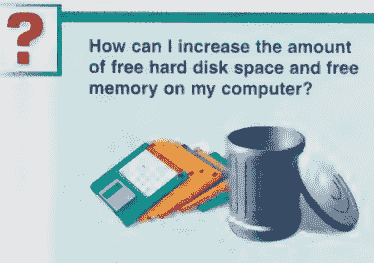 ?
How can I increase the amount
of free hard disk space and free
memory on my computer?